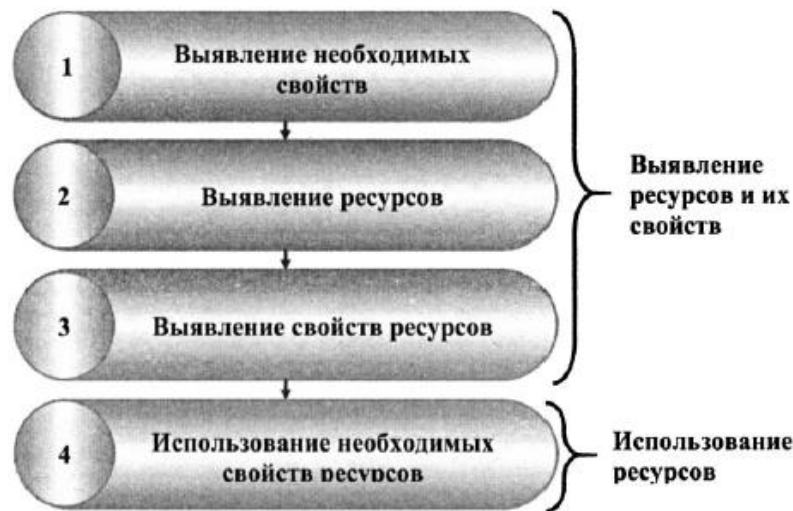 1
Выявление необходимых
свойств
2
Выявление ресурсов
3
Выявление свойств ресурсов
Выявление
ресурсов и их
свойств
4
Использование необходимых
свойств ресурсов
Использование
ресурсов